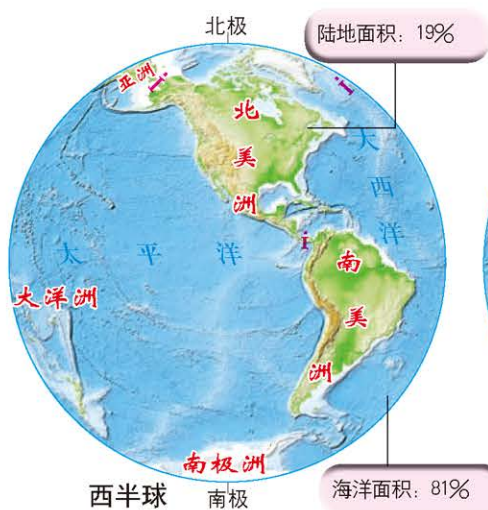 北极
陆地面积：19%
亚洲
i
i
北美洲
大西洋
太平洋
i
南美洲
大洋洲
南极洲
西半球
南极
海洋面积：81%